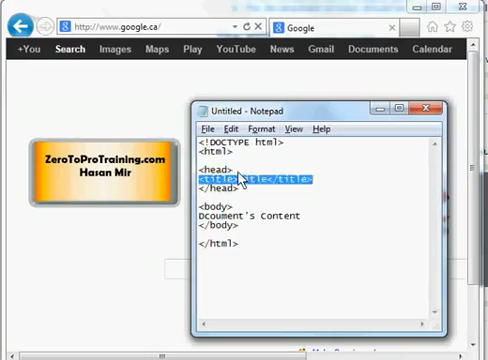 http://www.google.ca/
Google
+You Search Images Maps Play YouTube News Gmail Documents Calendar
ZeroToProTraining.com
Hasan Mir
Untitled - Notepad
File Edit Format View Help
<!DOCTYPE html>
<html>
<head>
<title>Title</title>
</head>
<body>
Dcoument's Content
</body>
</html>